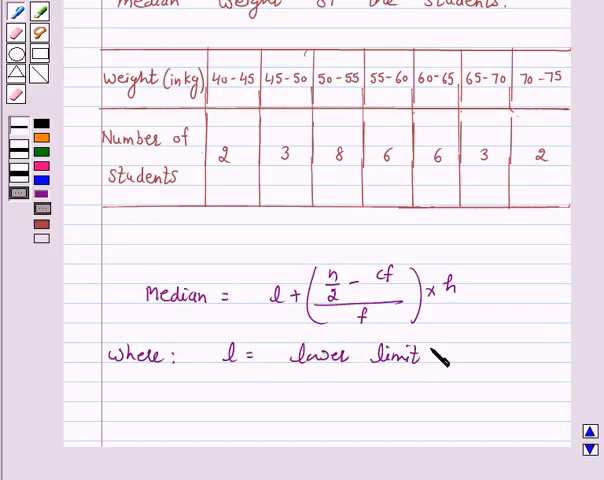 median weight of the students.
Weight (in kg) 40-45 45-50 50-55 55-60 60-65 65-70 70-75
Number of students 2 3 8 6 6 3 2
Median = l + ( (n/2 - cf) / f ) × h
where: l = lower limit